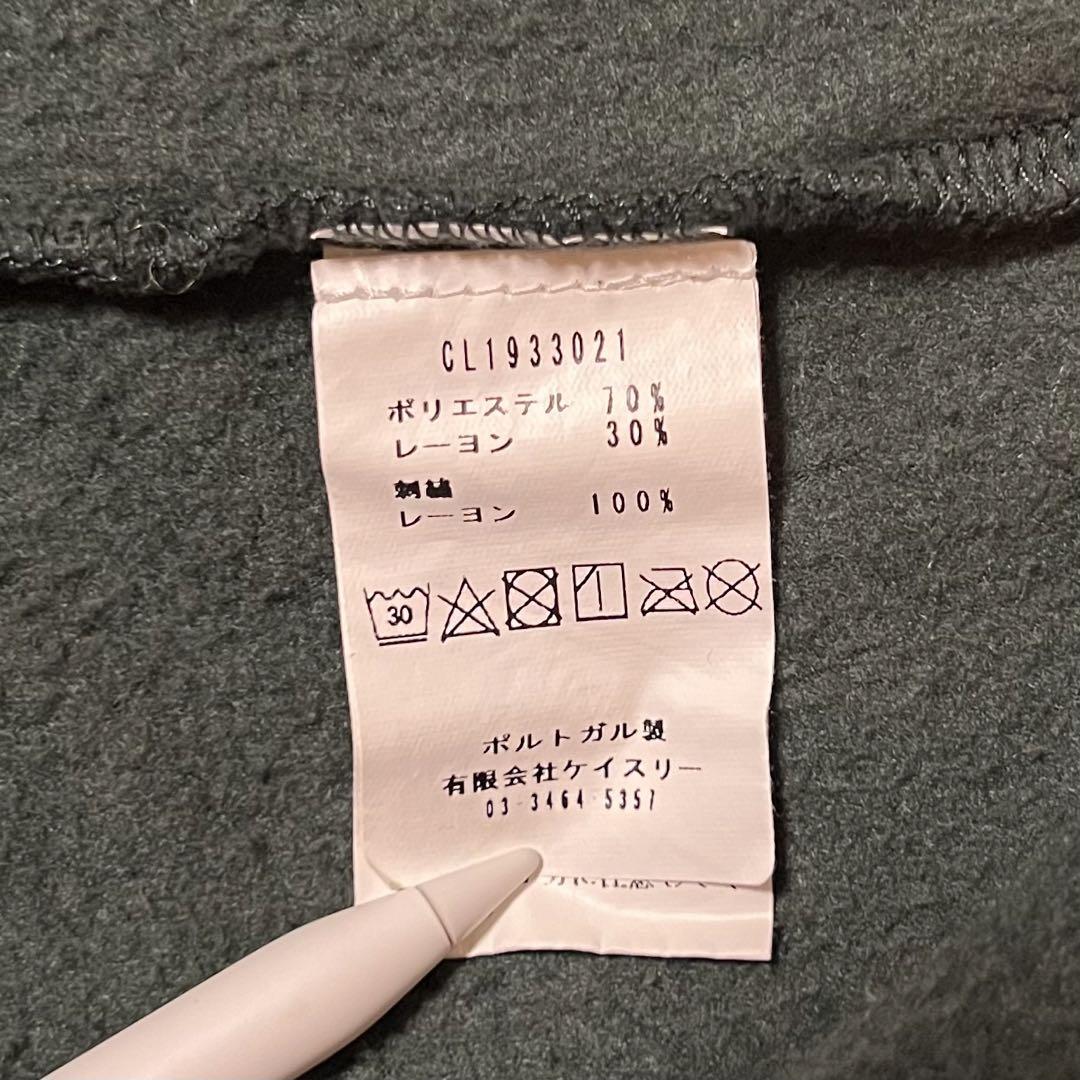 CL1933021
ポリエステル 70%
レーヨン 30%
刺繍
レーヨン 100%
30
ポルトガル製
有限会社ケイスリー
03-3464-5357